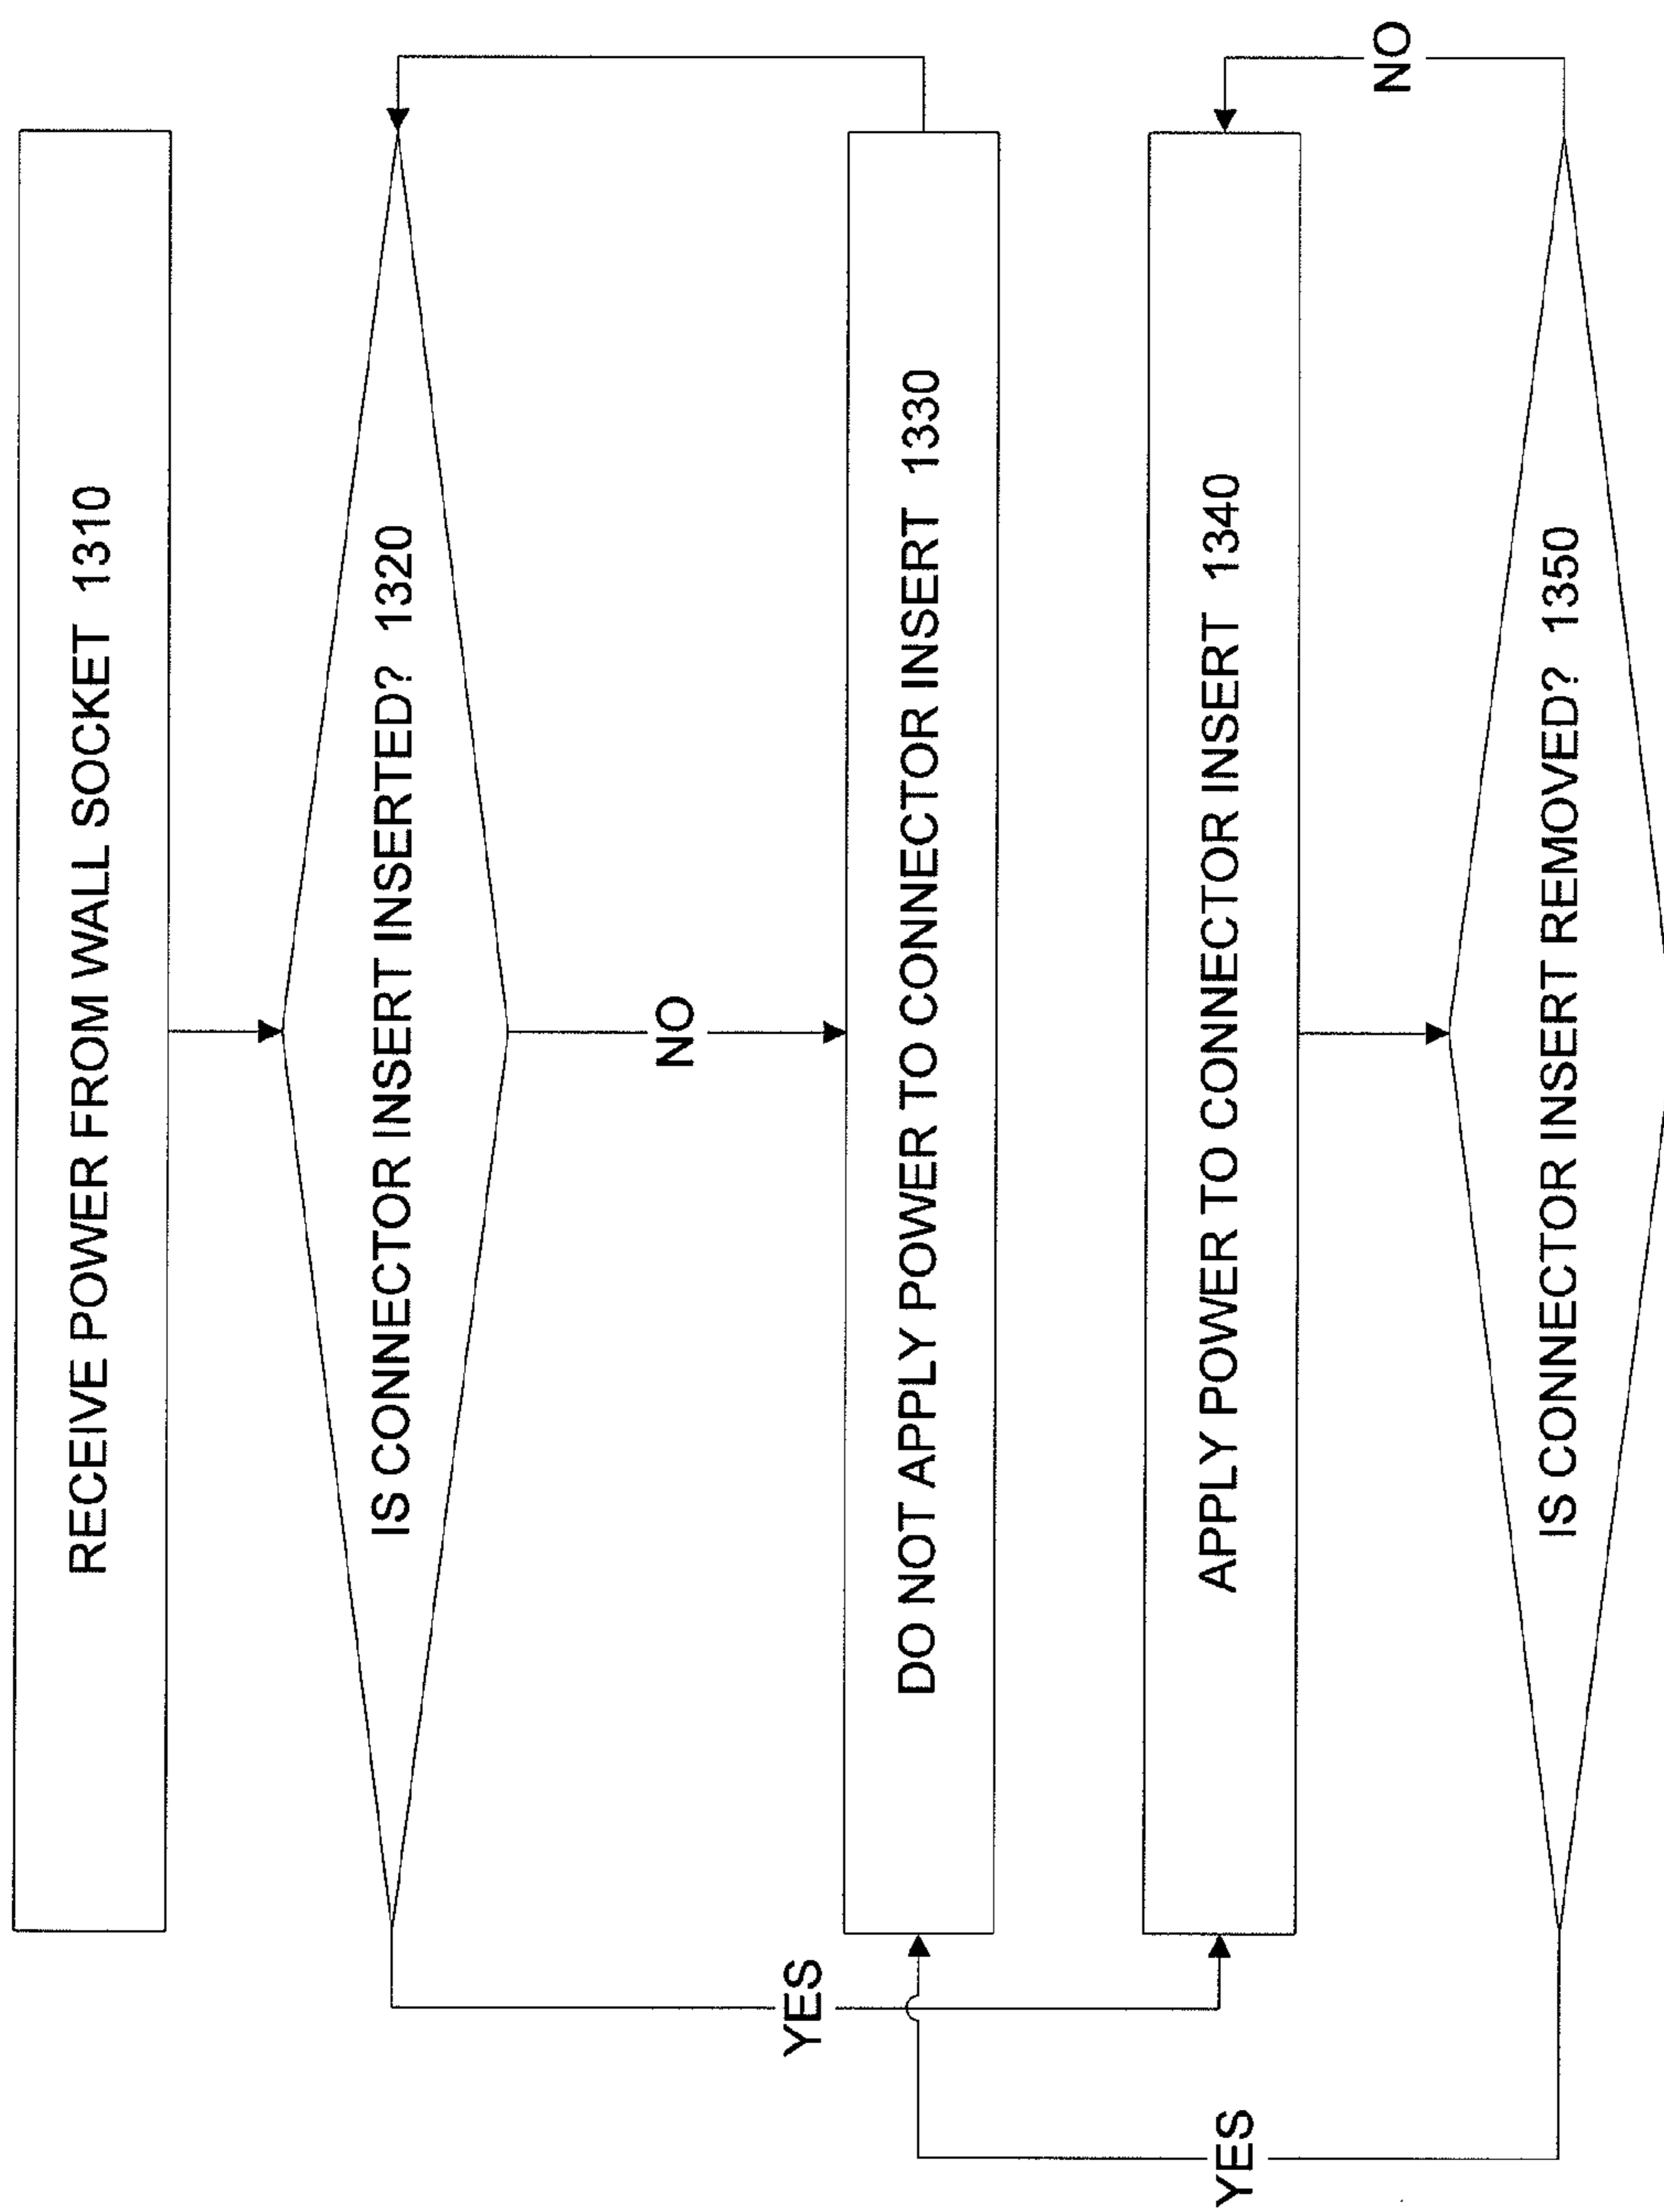 RECEIVE POWER FROM WALL SOCKET 1310
IS CONNECTOR INSERT INSERTED? 1320
NO
YES
DO NOT APPLY POWER TO CONNECTOR INSERT 1330
APPLY POWER TO CONNECTOR INSERT 1340
YES
NO
IS CONNECTOR INSERT REMOVED? 1350